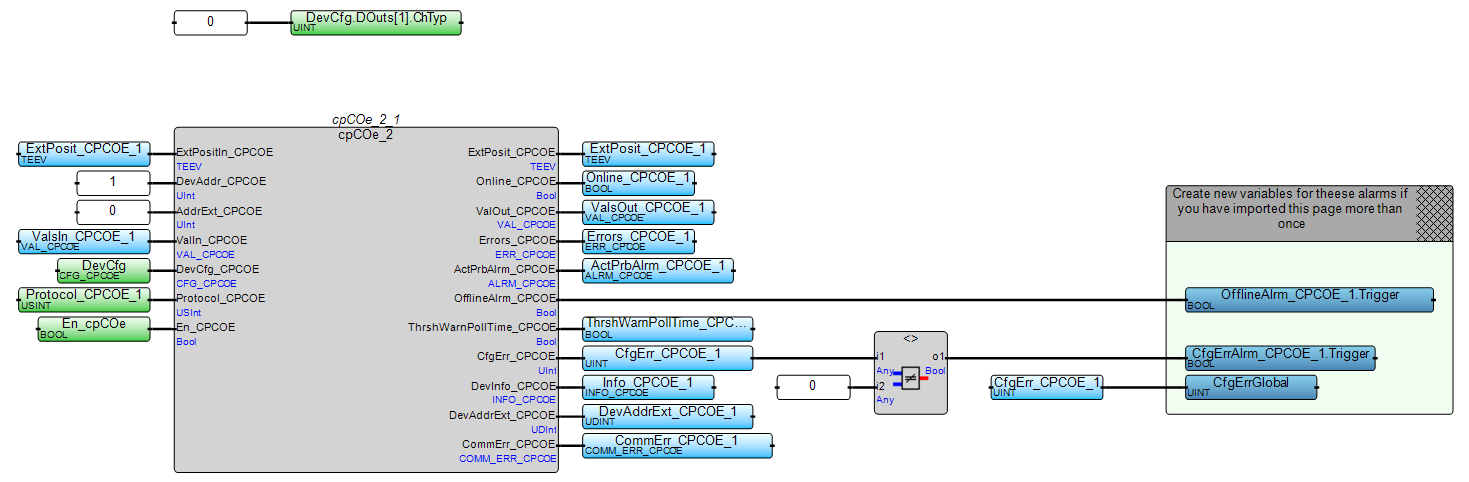 0
DevCfg.DOuts[1].ChTyp
UINT
cpCOe_2_1
cpCOe_2
ExtPosit_CPCOE_1
TEEV
ExtPositIn_CPCOE
TEEV
ExtPosit_CPCOE
TEEV
ExtPosit_CPCOE_1
TEEV
1
DevAddr_CPCOE
UInt
Online_CPCOE
Bool
Online_CPCOE_1
BOOL
0
AddrExt_CPCOE
UInt
ValOut_CPCOE
VAL_CPCOE
ValsOut_CPCOE_1
VAL_CPCOE
ValsIn_CPCOE_1
VAL_CPCOE
ValIn_CPCOE
VAL_CPCOE
Errors_CPCOE
ERR_CPCOE
Errors_CPCOE_1
ERR_CPCOE
DevCfg
CFG_CPCOE
DevCfg_CPCOE
CFG_CPCOE
ActPrbAlrm_CPCOE
ALRM_CPCOE
ActPrbAlrm_CPCOE_1
ALRM_CPCOE
Protocol_CPCOE_1
USINT
Protocol_CPCOE
USInt
OfflineAlrm_CPCOE
Bool
En_cpCOe
BOOL
En_CPCOE
Bool
ThrshWarnPollTime_CPCOE
Bool
ThrshWarnPollTime_CPC...
BOOL
CfgErr_CPCOE
UInt
CfgErr_CPCOE_1
UINT
DevInfo_CPCOE
INFO_CPCOE
Info_CPCOE_1
INFO_CPCOE
DevAddrExt_CPCOE
UDInt
DevAddrExt_CPCOE_1
UDINT
CommErr_CPCOE
COMM_ERR_CPCOE
CommErr_CPCOE_1
COMM_ERR_CPCOE
0
<>
i1
Any
i2
Any
≠
o1
Bool
CfgErr_CPCOE_1
UINT
Create new variables for theese alarms if
you have imported this page more than
once
OfflineAlrm_CPCOE_1.Trigger
BOOL
CfgErrAlrm_CPCOE_1.Trigger
BOOL
CfgErrGlobal
UINT